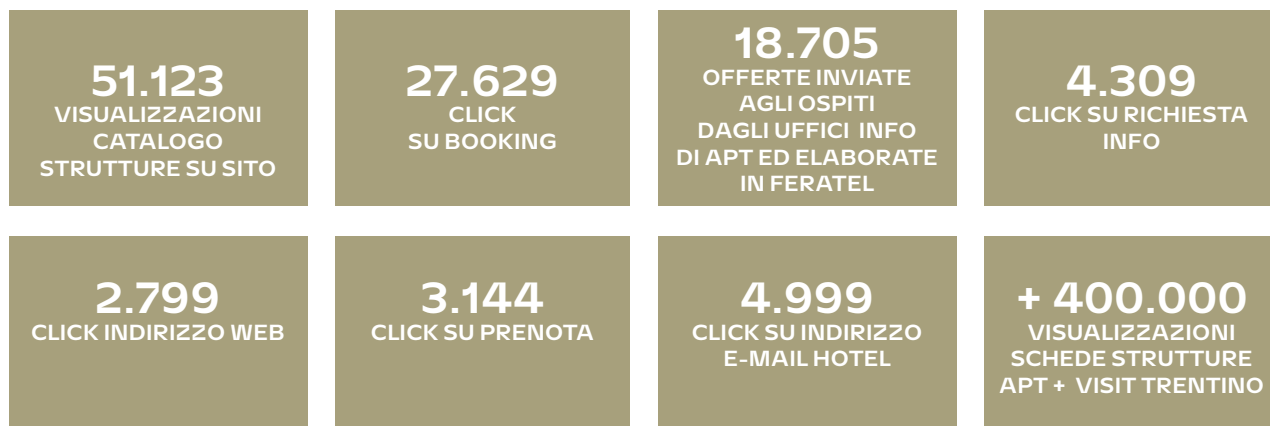 51.123
VISUALIZZAZIONI
CATALOGO
STRUTTURE SU SITO
27.629
CLICK
SU BOOKING
18.705
OFFERTE INVIATE
AGLI OSPITI
DAGLI UFFICI INFO
DI APT ED ELABORATE
IN FERATEL
4.309
CLICK SU RICHIESTA
INFO
2.799
CLICK INDIRIZZO WEB
3.144
CLICK SU PRENOTA
4.999
CLICK SU INDIRIZZO
E-MAIL HOTEL
+ 400.000
VISUALIZZAZIONI
SCHEDE STRUTTURE
APT + VISIT TRENTINO